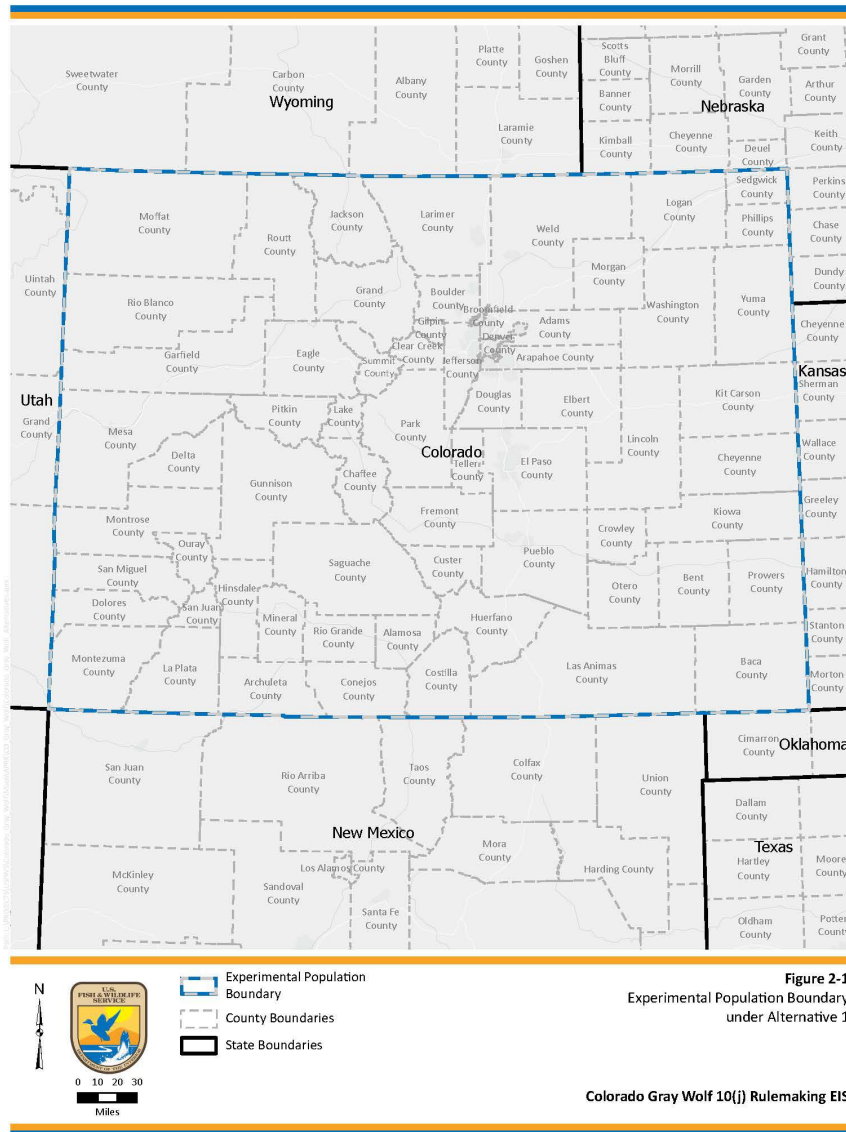 Platte
County
Goshen
County
Scotts
Bluff
County
Grant
County
Sweetwater
County
Carbon
County
Albany
County
Morrill
County
Garden
County
Arthur
County
Wyoming
Banner
County
Nebraska
Laramie
County
Kimball
County
Cheyenne
County
Deuel
County
Keith
County
Sedgwick
County
Perkins
County
Moffat
County
Routt
County
Jackson
County
Larimer
County
Weld
County
Logan
County
Phillips
County
Chase
County
Uintah
County
Rio Blanco
County
Grand
County
Boulder
County
Broomfield
County
Morgan
County
Washington
County
Yuma
County
Dundy
County
Cheyenne
County
Garfield
County
Eagle
County
Summit
County
Gilpin
County
Clear Creek
County
Jefferson
County
Denver
County
Adams
County
Arapahoe County
Kansas
Sherman
County
Utah
Grand
County
Mesa
County
Pitkin
County
Lake
County
Park
County
Douglas
County
Elbert
County
Kit Carson
County
Delta
County
Gunnison
County
Chaffee
County
Colorado
Teller
County
El Paso
County
Lincoln
County
Cheyenne
County
Wallace
County
Montrose
County
Ouray
County
Fremont
County
Crowley
County
Kiowa
County
Greeley
County
San Miguel
County
Saguache
County
Custer
County
Pueblo
County
Otero
County
Bent
County
Prowers
County
Hamilton
County
Dolores
County
San Juan
County
Hinsdale
County
Mineral
County
Rio Grande
County
Alamosa
County
Huerfano
County
Stanton
County
Montezuma
County
La Plata
County
Archuleta
County
Conejos
County
Costilla
County
Las Animas
County
Baca
County
Morton
County
San Juan
County
Rio Arriba
County
Taos
County
Colfax
County
Union
County
Cimarron
County
Oklahoma
Dallam
County
New Mexico
Mora
County
Texas
McKinley
County
Los Alamos County
Sandoval
County
Harding County
Hartley
County
Moore
County
Santa Fe
County
Oldham
County
Potter
County
N
U.S.
FISH & WILDLIFE
SERVICE
DEPARTMENT OF THE INTERIOR
0 10 20 30
Miles
Experimental Population
Boundary
County Boundaries
State Boundaries
Figure 2-1
Experimental Population Boundary
under Alternative 1
Colorado Gray Wolf 10(j) Rulemaking EIS